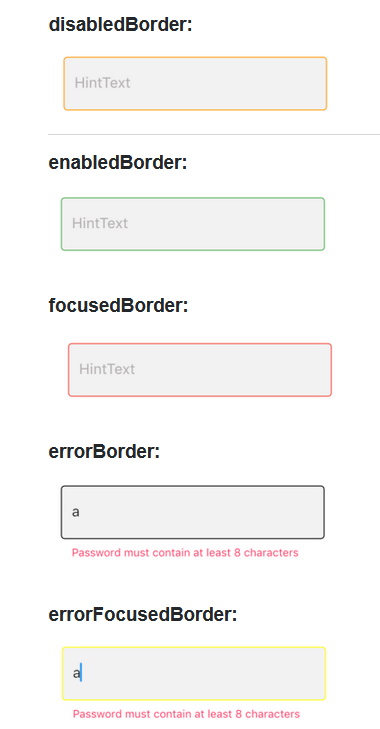 disabledBorder:
HintText
enabledBorder:
HintText
focusedBorder:
HintText
errorBorder:
a
Password must contain at least 8 characters
errorFocusedBorder:
a
Password must contain at least 8 characters